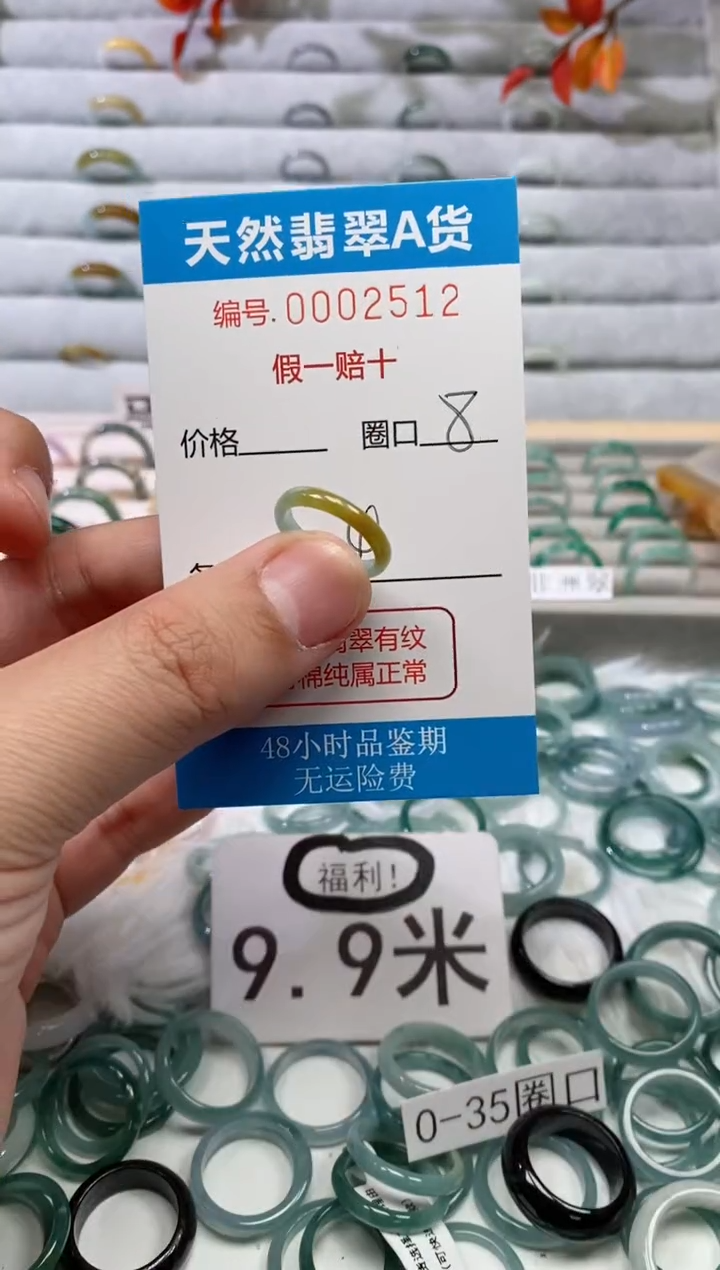 天然翡翠A货
编号.0002512
假一赔十
价格 圈口 8
翠有纹
棉纯属正常
48小时品鉴期
无运险费
福利!
9.9米
0-35圈口